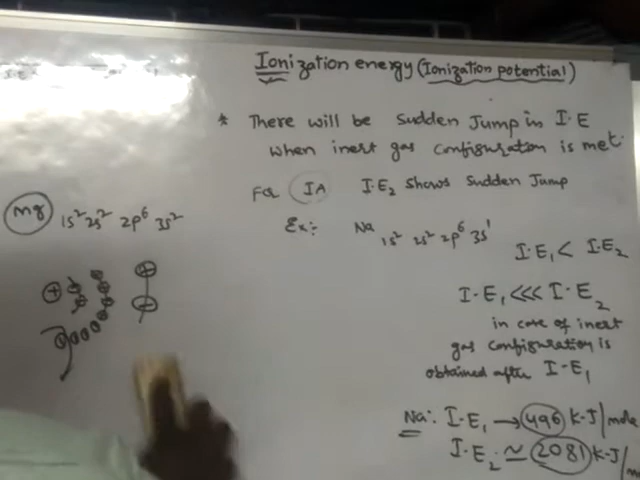 Ionization energy (Ionization potential)
* There will be Sudden Jump in I.E
when inert gas configuration is met.
For IA I.E₂ shows Sudden Jump
Ex:- Na 1s² 2s² 2p⁶ 3s¹
I.E₁ < I.E₂
I.E₁ <<< I.E₂
in case of inert
gas configuration is
obtained after I.E₁
Na: I.E₁ → 496 K.J/mole
I.E₂ ≃ 2081 K.J/m
Mg 1s² 2s² 2p⁶ 3s²